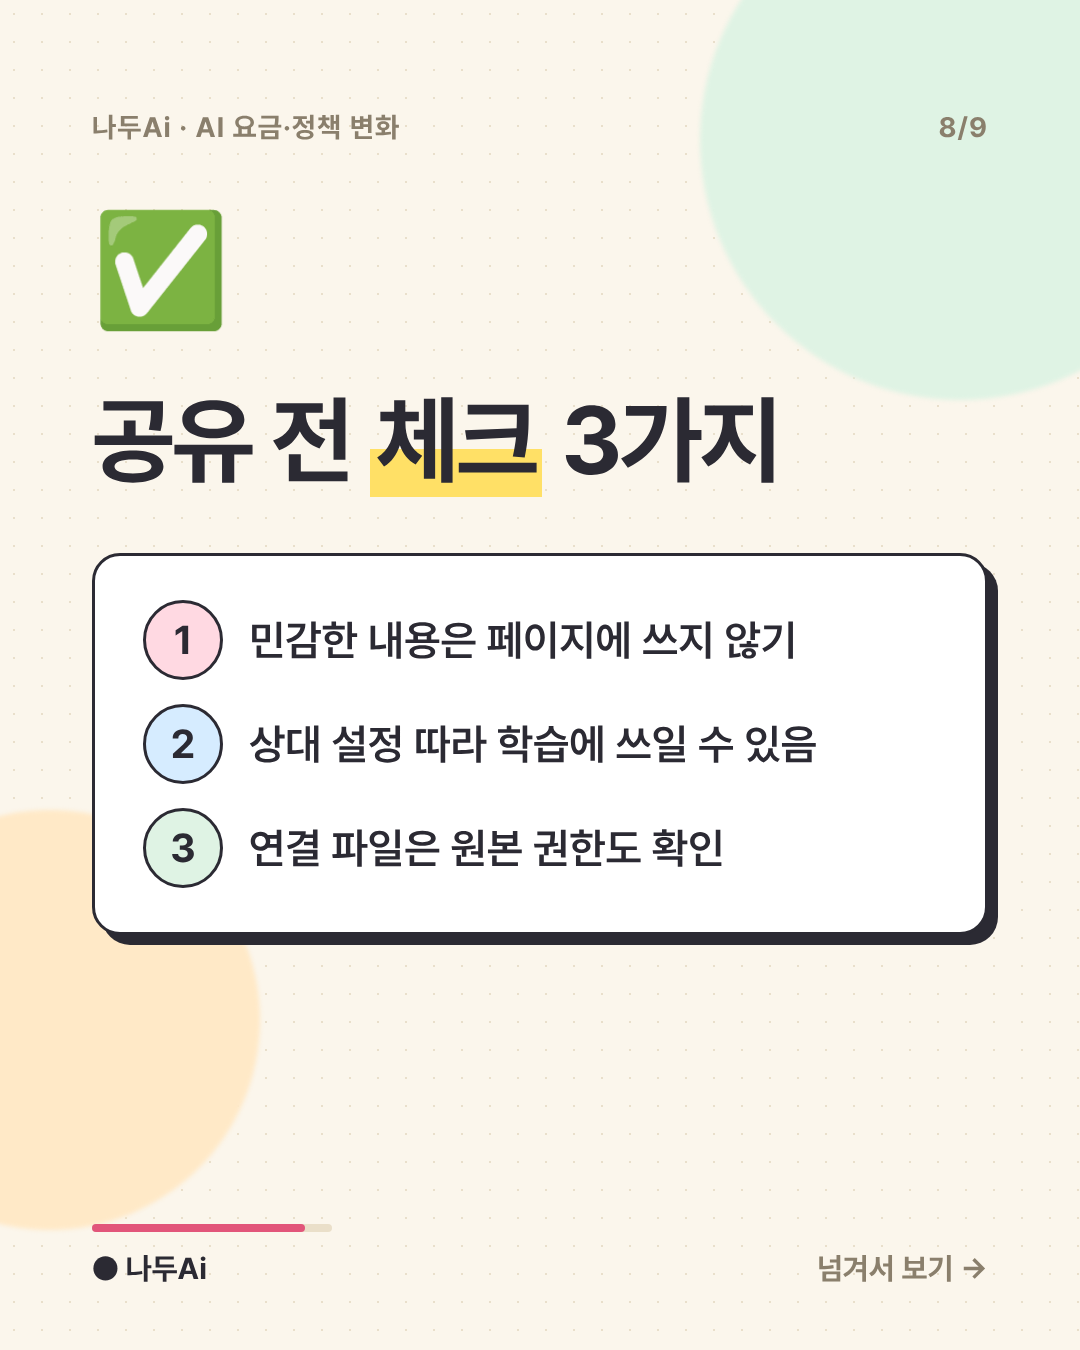 나두Ai · AI 요금·정책 변화
8/9
✅
공유 전 체크 3가지
1 민감한 내용은 페이지에 쓰지 않기
2 상대 설정 따라 학습에 쓰일 수 있음
3 연결 파일은 원본 권한도 확인
● 나두Ai
넘겨서 보기 →